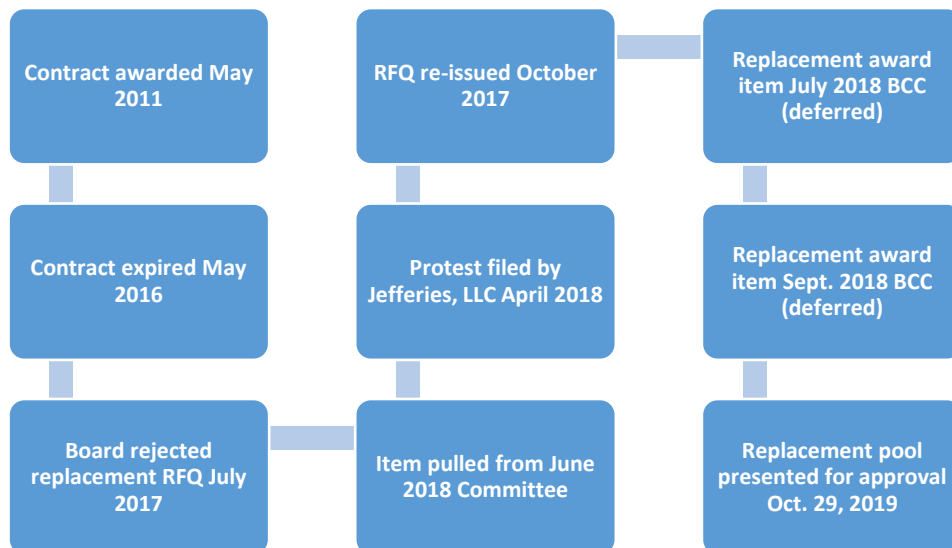 Contract awarded May
2011
Contract expired May
2016
Board rejected
replacement RFQ July
2017
Item pulled from June
2018 Committee
Protest filed by
Jefferies, LLC April 2018
RFQ re-issued October
2017
Replacement award
item July 2018 BCC
(deferred)
Replacement award
item Sept. 2018 BCC
(deferred)
Replacement pool
presented for approval
Oct. 29, 2019